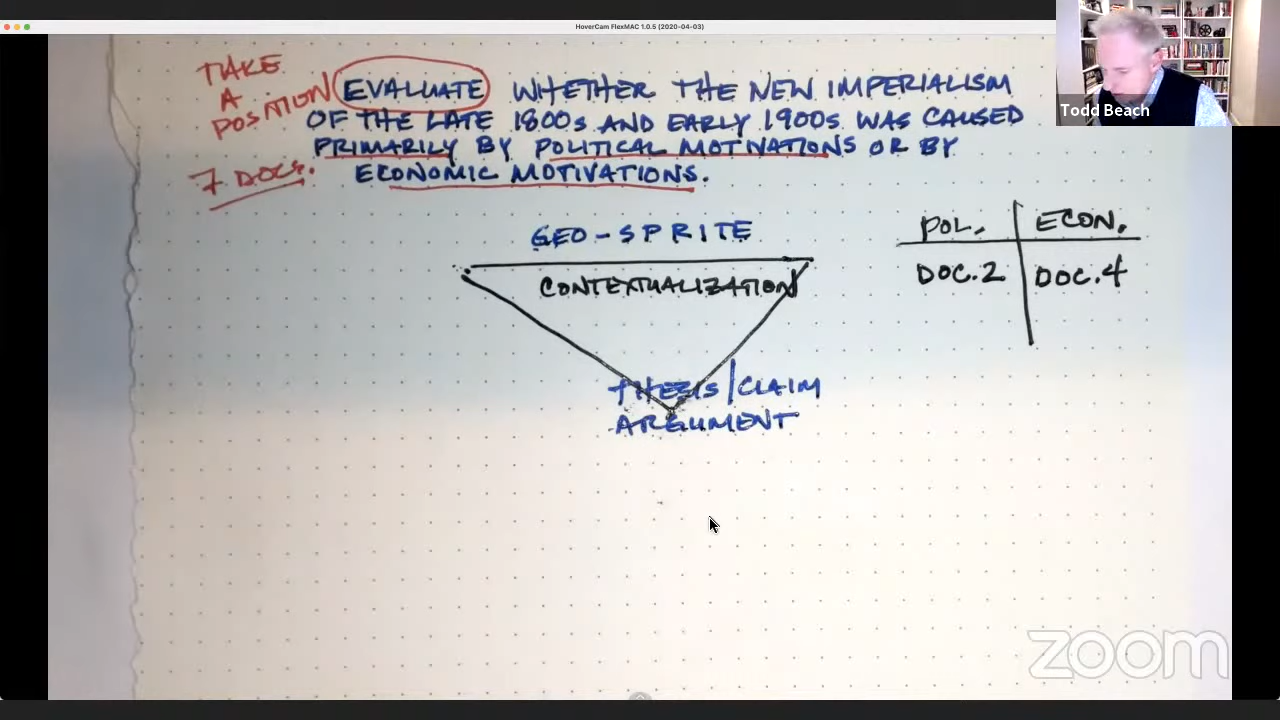 HoverCam FlexMAC 1.0.5 (2020-04-03)
TAKE
A
POSITION
EVALUATE WHETHER THE NEW IMPERIALISM
OF THE LATE 1800s AND EARLY 1900s WAS CAUSED
PRIMARILY BY POLITICAL MOTIVATIONS OR BY
ECONOMIC MOTIVATIONS.
7 DOCS.
Todd Beach
GEO-SPRITE
CONTEXTUALIZATION
THESIS/CLAIM
ARGUMENT
POL. ECON.
DOC.2 DOC.4
zoom